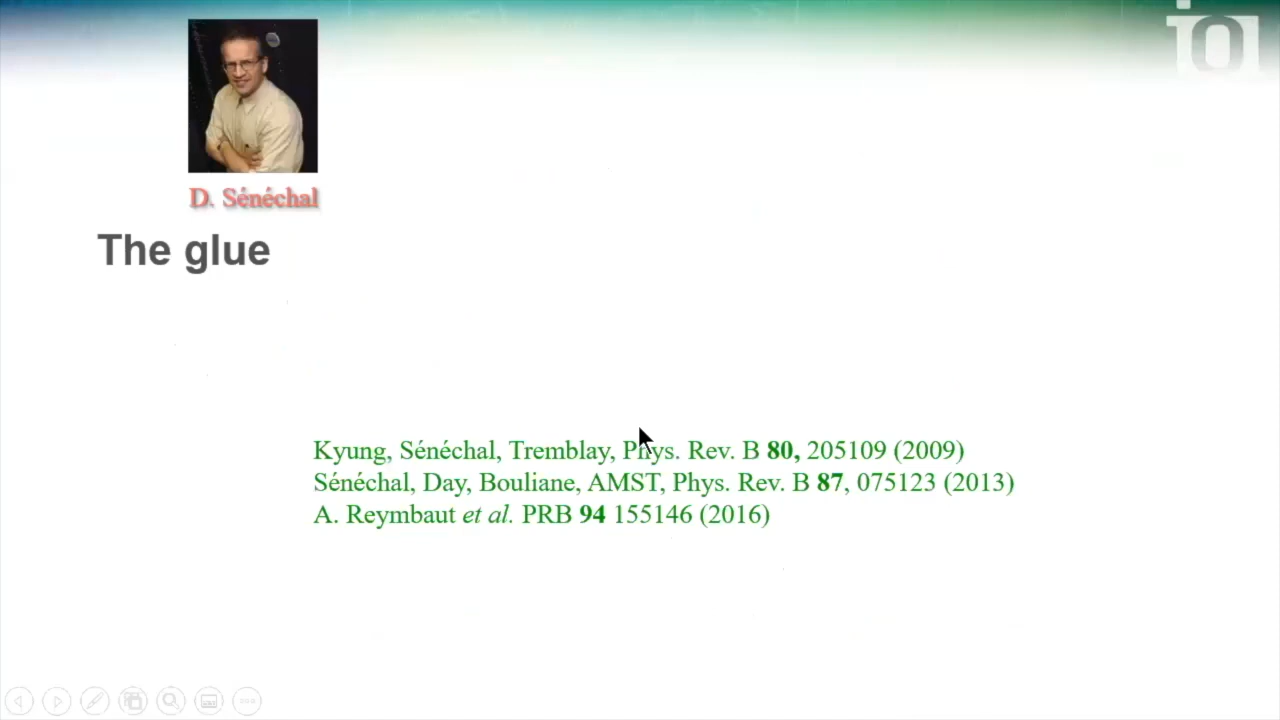 iq
D. Sénéchal
The glue
Kyung, Sénéchal, Tremblay, Phys. Rev. B 80, 205109 (2009)
Sénéchal, Day, Bouliane, AMST, Phys. Rev. B 87, 075123 (2013)
A. Reymbaut et al. PRB 94 155146 (2016)